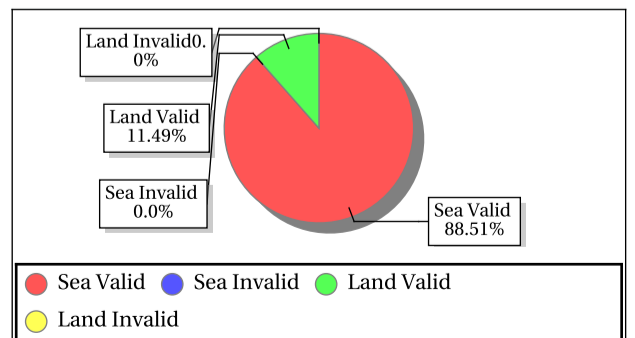 Land Invalid0.
0%
Land Valid
11.49%
Sea Invalid
0.0%
Sea Valid
88.51%
Sea Valid Sea Invalid Land Valid
Land Invalid